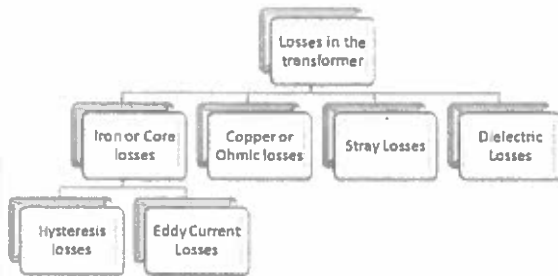 Losses in the
transformer
Iron or Core
losses
Copper or
Ohmic losses
Stray Losses
Dielectric
Losses
Hysteresis
losses
Eddy Current
Losses